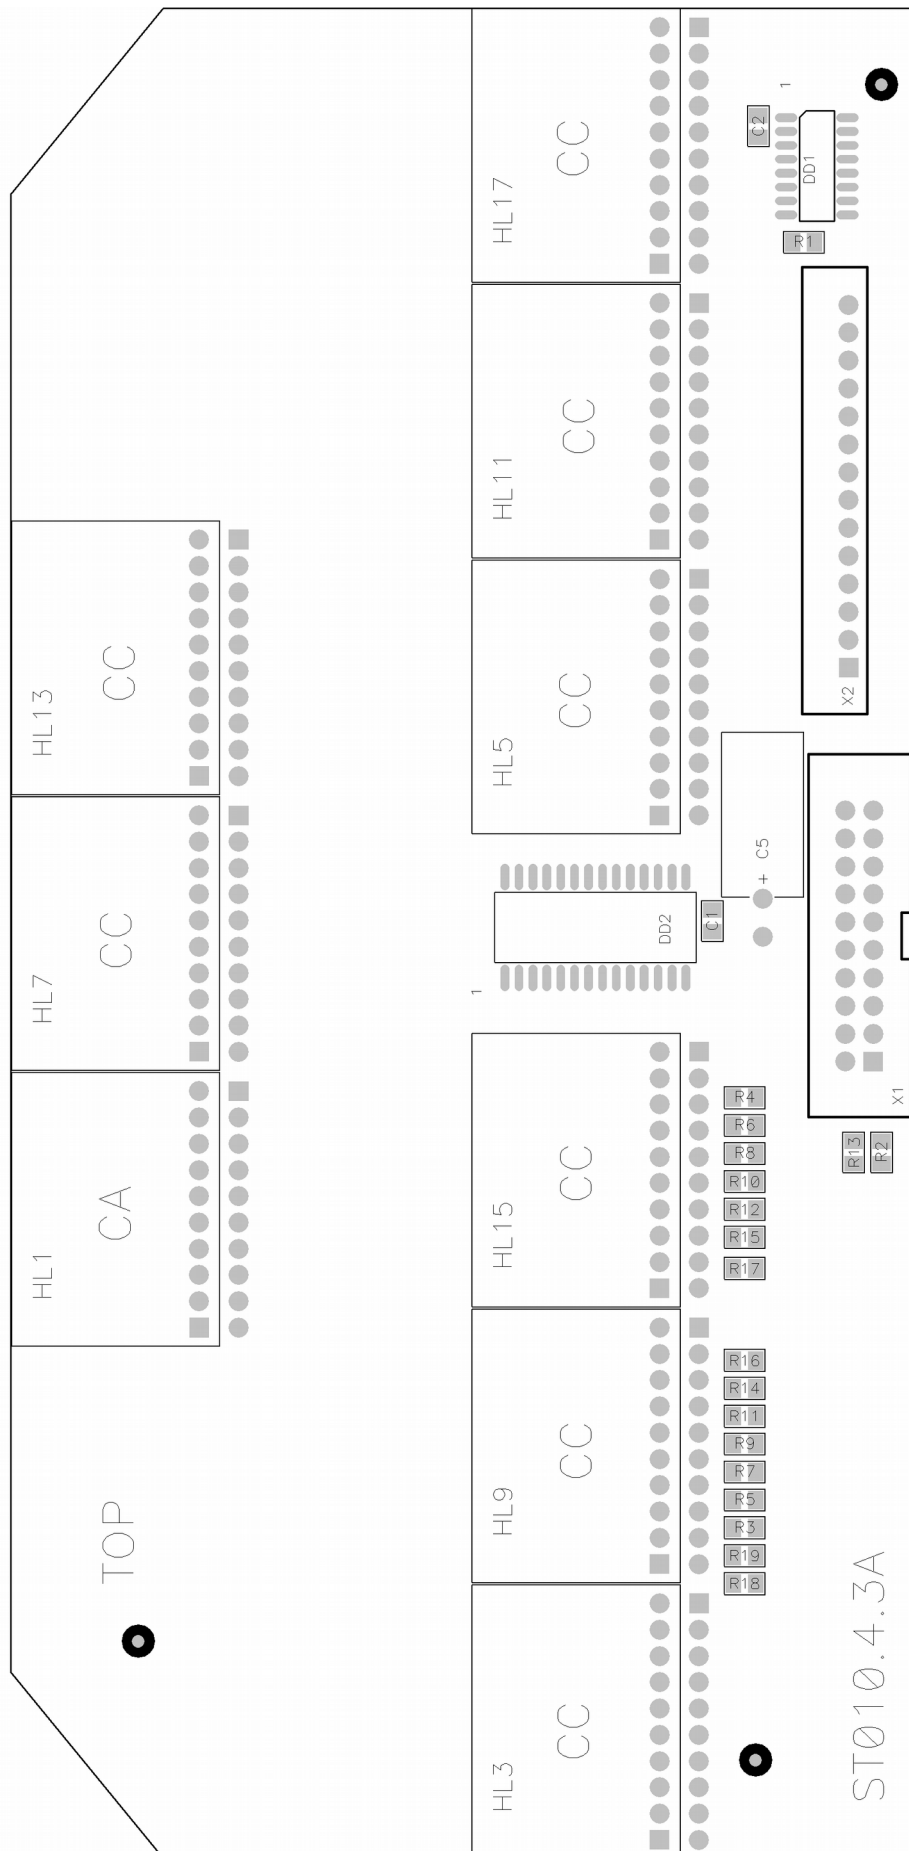 HL17
CC
C2
1
DD1
R1
HL11
CC
HL13
CC
HL5
CC
X2
+ C5
HL7
CC
DD2
C1
1
X1
HL1
CA
HL15
CC
R4
R6
R8
R10
R12
R15
R17
R13
R2
HL9
CC
R16
R14
R11
R9
R7
R5
R3
R19
R18
TOP
HL3
CC
ST010.4.3A